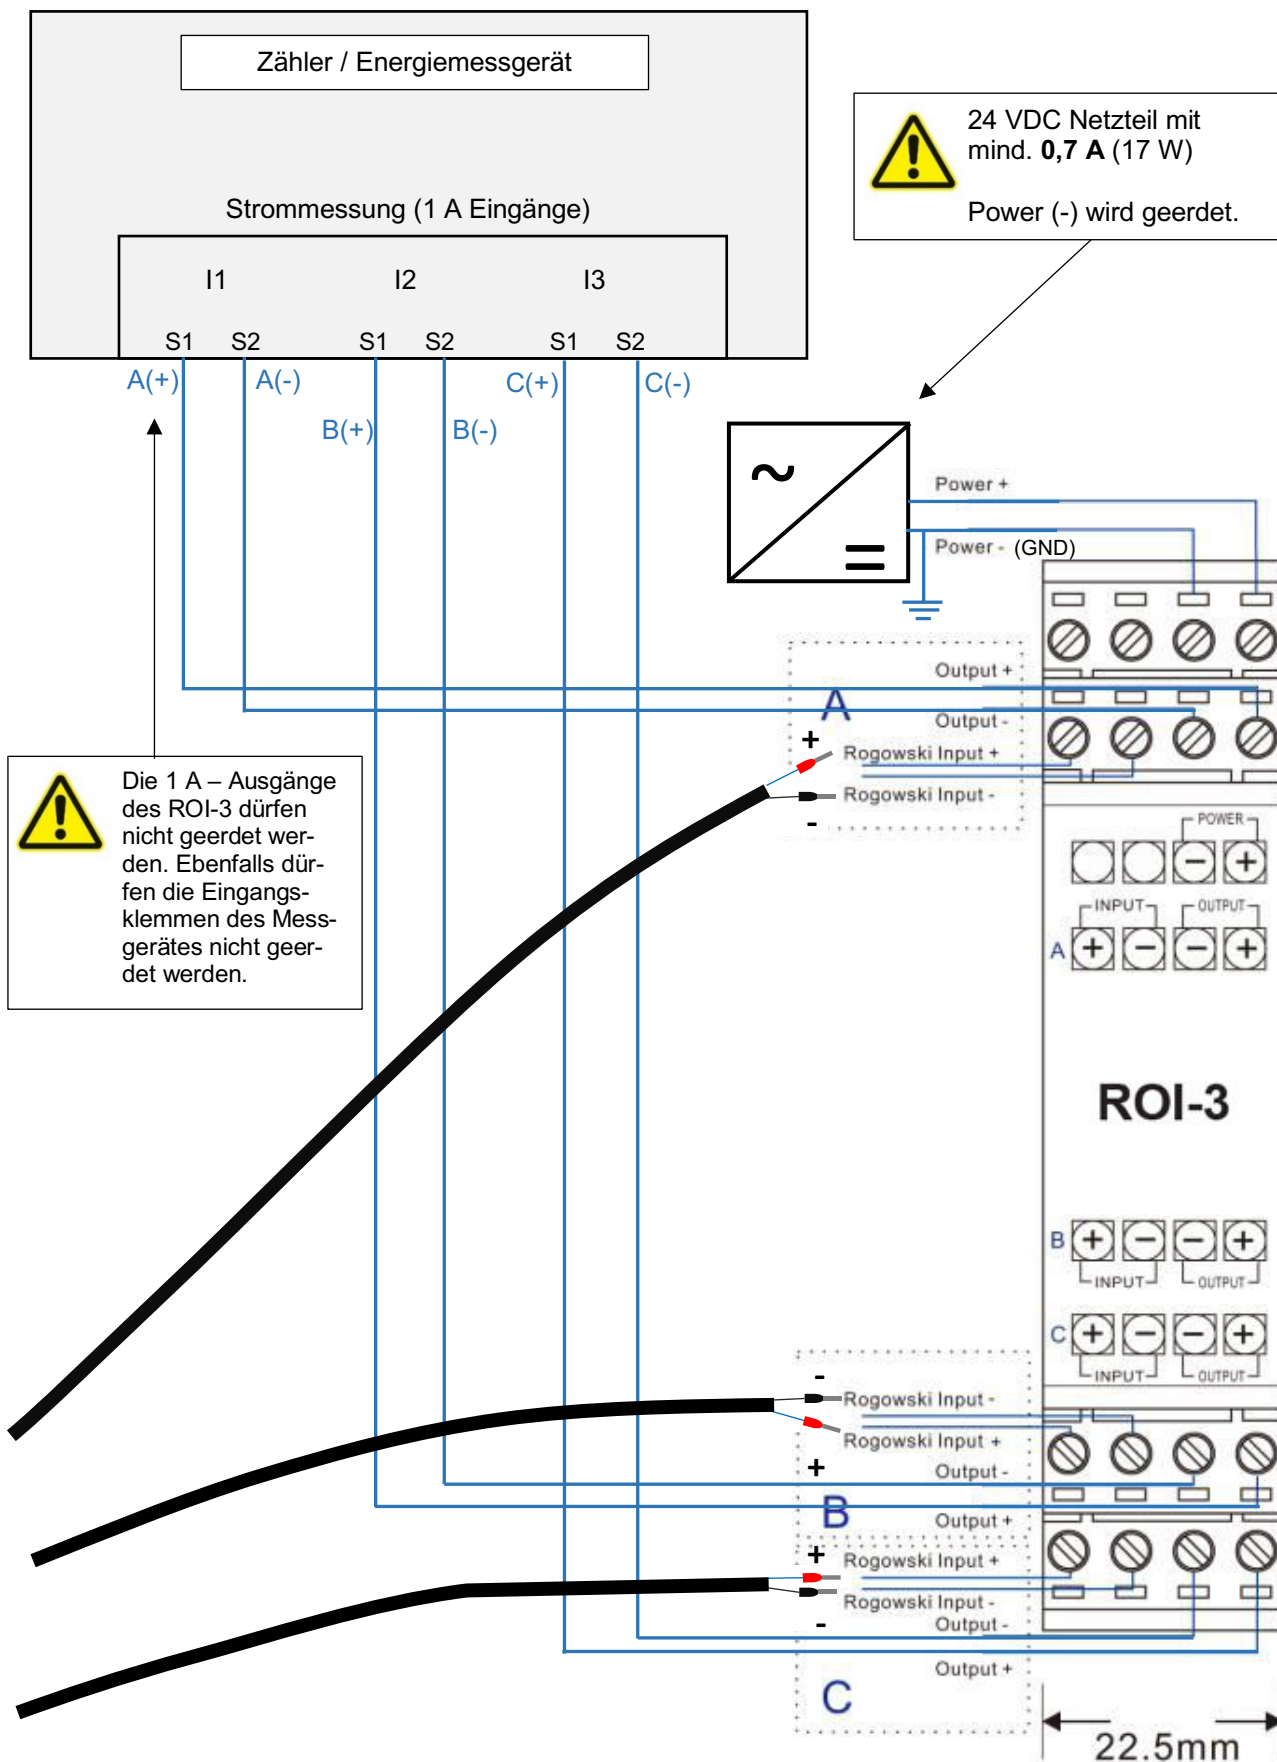 Zähler / Energiemessgerät
24 VDC Netzteil mit
mind. 0,7 A (17 W)
Power (-) wird geerdet.
Strommessung (1 A Eingänge)
I1 I2 I3
S1 S2 S1 S2 S1 S2
A(+) A(-) C(+) C(-)
B(+) B(-)
~
=
Power +
Power - (GND)
Output +
A
Output -
+
Rogowski Input +
Rogowski Input -
-
Die 1 A – Ausgänge
des ROI-3 dürfen
nicht geerdet wer-
den. Ebenfalls dür-
fen die Eingangs-
klemmen des Mess-
gerätes nicht geer-
det werden.
POWER
- +
INPUT OUTPUT
A + - - +
ROI-3
B + - - +
INPUT OUTPUT
C + - - +
INPUT OUTPUT
-
Rogowski Input -
Rogowski Input +
+
Output -
B
Output +
+
Rogowski Input +
Rogowski Input -
-
Output -
Output +
C
22.5mm